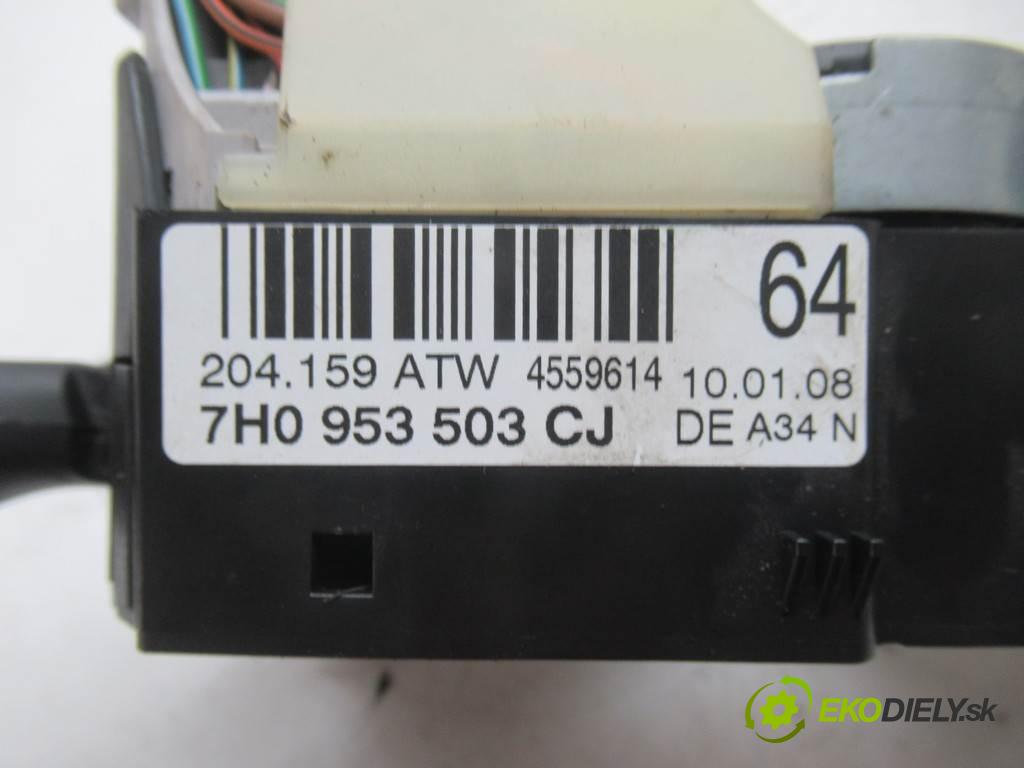 64
204.159 ATW 4559614 10.01.08
7H0 953 503 CJ DE A34 N
EKODIELY.sk